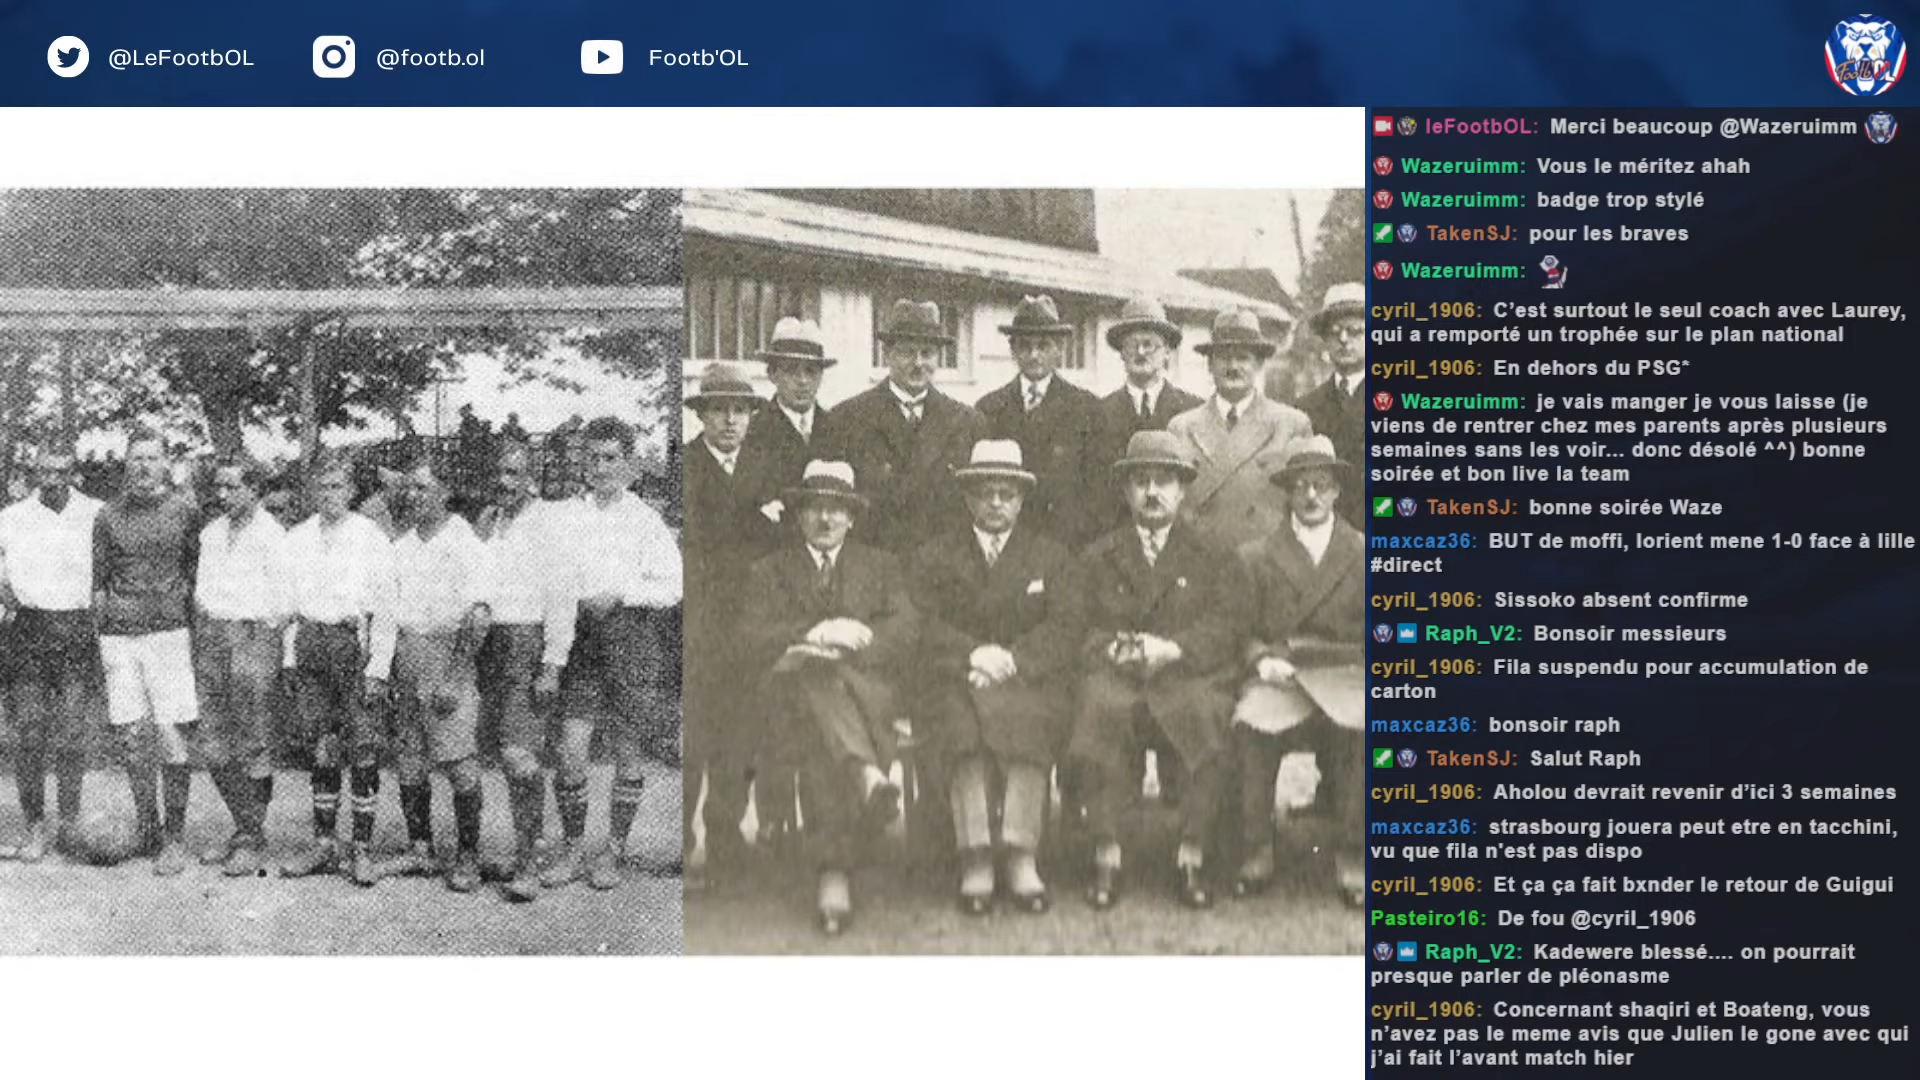 @LeFootbOL
@footb.ol
Footb'OL
FootbOL
leFootbOL: Merci beaucoup @Wazeruimm
Wazeruimm: Vous le méritez ahah
Wazeruimm: badge trop stylé
TakenSJ: pour les braves
Wazeruimm:
cyril_1906: C’est surtout le seul coach avec Laurey,
qui a remporté un trophée sur le plan national
cyril_1906: En dehors du PSG*
Wazeruimm: je vais manger je vous laisse (je
viens de rentrer chez mes parents après plusieurs
semaines sans les voir... donc désolé ^^) bonne
soirée et bon live la team
TakenSJ: bonne soirée Waze
maxcaz36: BUT de moffi, lorient mene 1-0 face à lille
#direct
cyril_1906: Sissoko absent confirme
Raph_V2: Bonsoir messieurs
cyril_1906: Fila suspendu pour accumulation de
carton
maxcaz36: bonsoir raph
TakenSJ: Salut Raph
cyril_1906: Aholou devrait revenir d’ici 3 semaines
maxcaz36: strasbourg jouera peut etre en tacchini,
vu que fila n'est pas dispo
cyril_1906: Et ça ça fait bxnder le retour de Guigui
Pasteiro16: De fou @cyril_1906
Raph_V2: Kadewere blessé.... on pourrait
presque parler de pléonasme
cyril_1906: Concernant shaqiri et Boateng, vous
n’avez pas le meme avis que Julien le gone avec qui
j’ai fait l’avant match hier